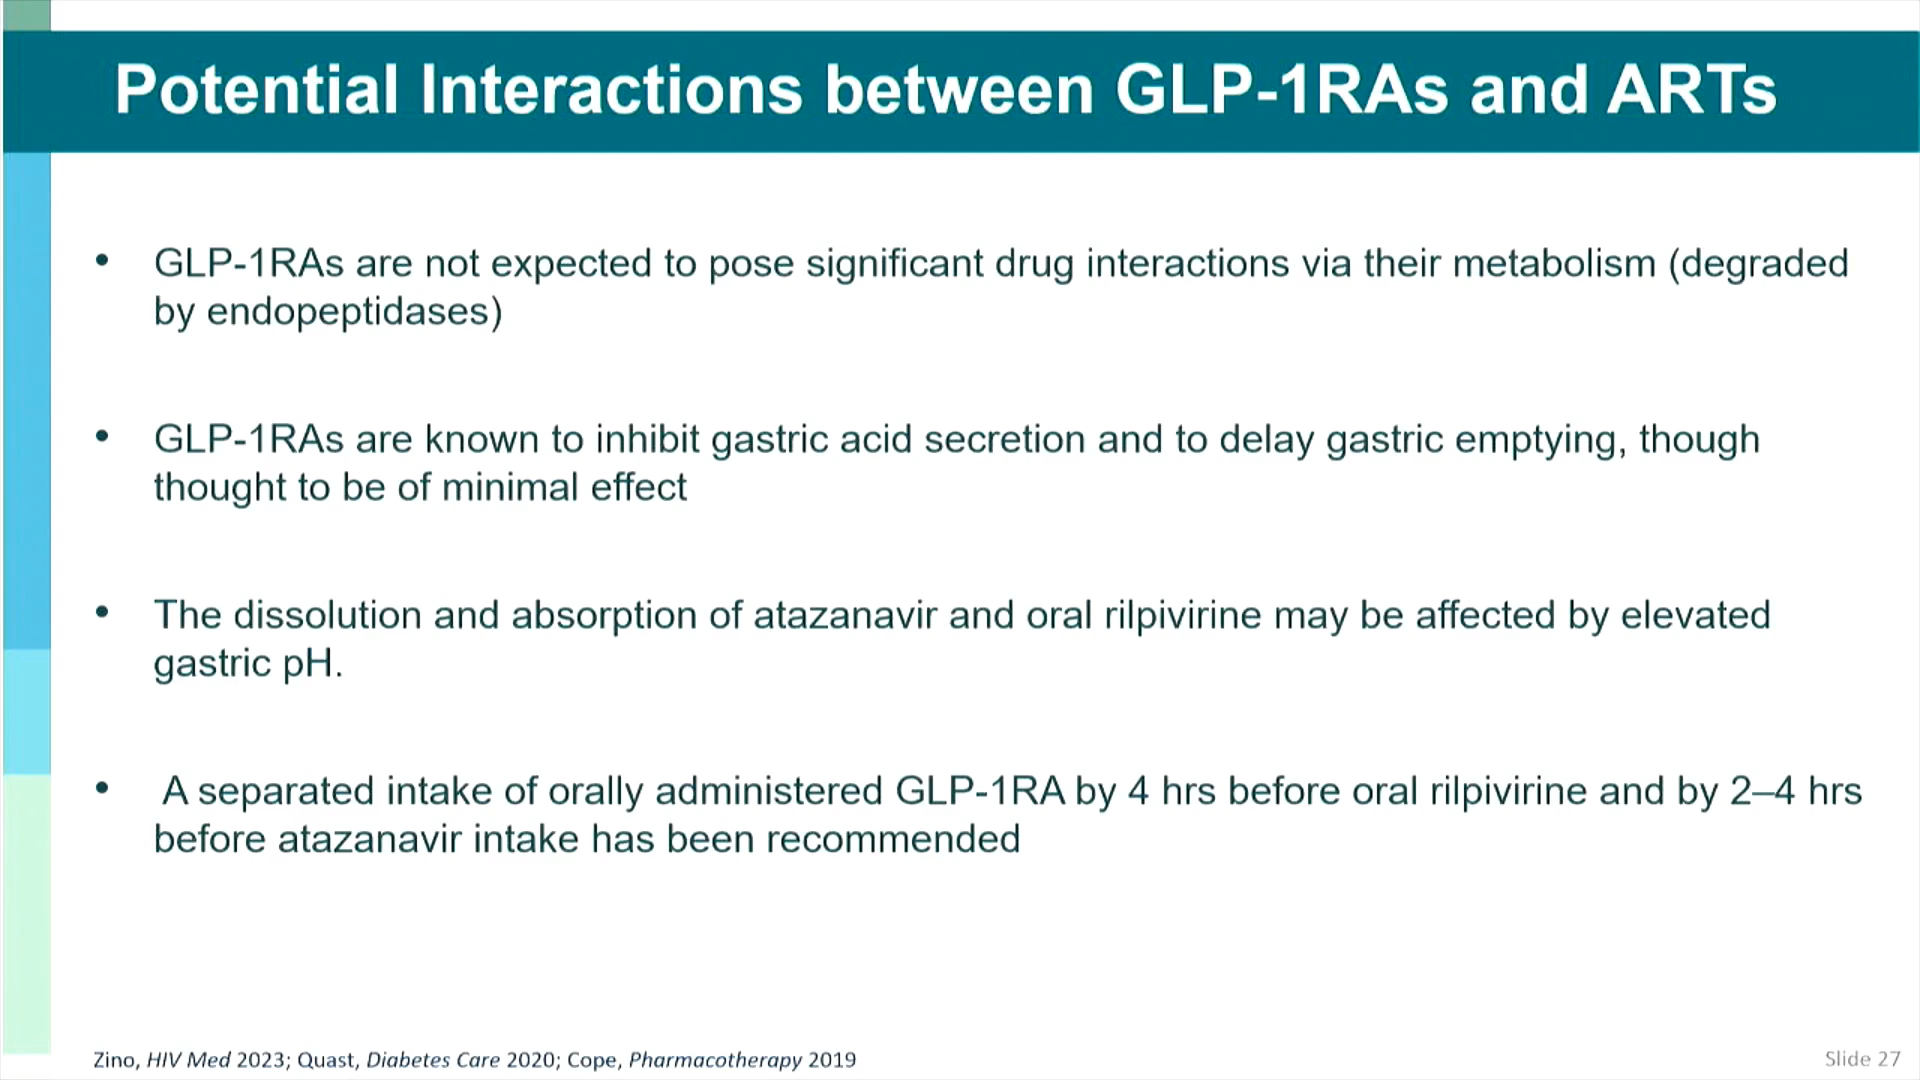 Potential Interactions between GLP-1RAs and ARTs
• GLP-1RAs are not expected to pose significant drug interactions via their metabolism (degraded
by endopeptidases)
• GLP-1RAs are known to inhibit gastric acid secretion and to delay gastric emptying, though
thought to be of minimal effect
• The dissolution and absorption of atazanavir and oral rilpivirine may be affected by elevated
gastric pH.
• A separated intake of orally administered GLP-1RA by 4 hrs before oral rilpivirine and by 2–4 hrs
before atazanavir intake has been recommended
Zino, HIV Med 2023; Quast, Diabetes Care 2020; Cope, Pharmacotherapy 2019
Slide 27